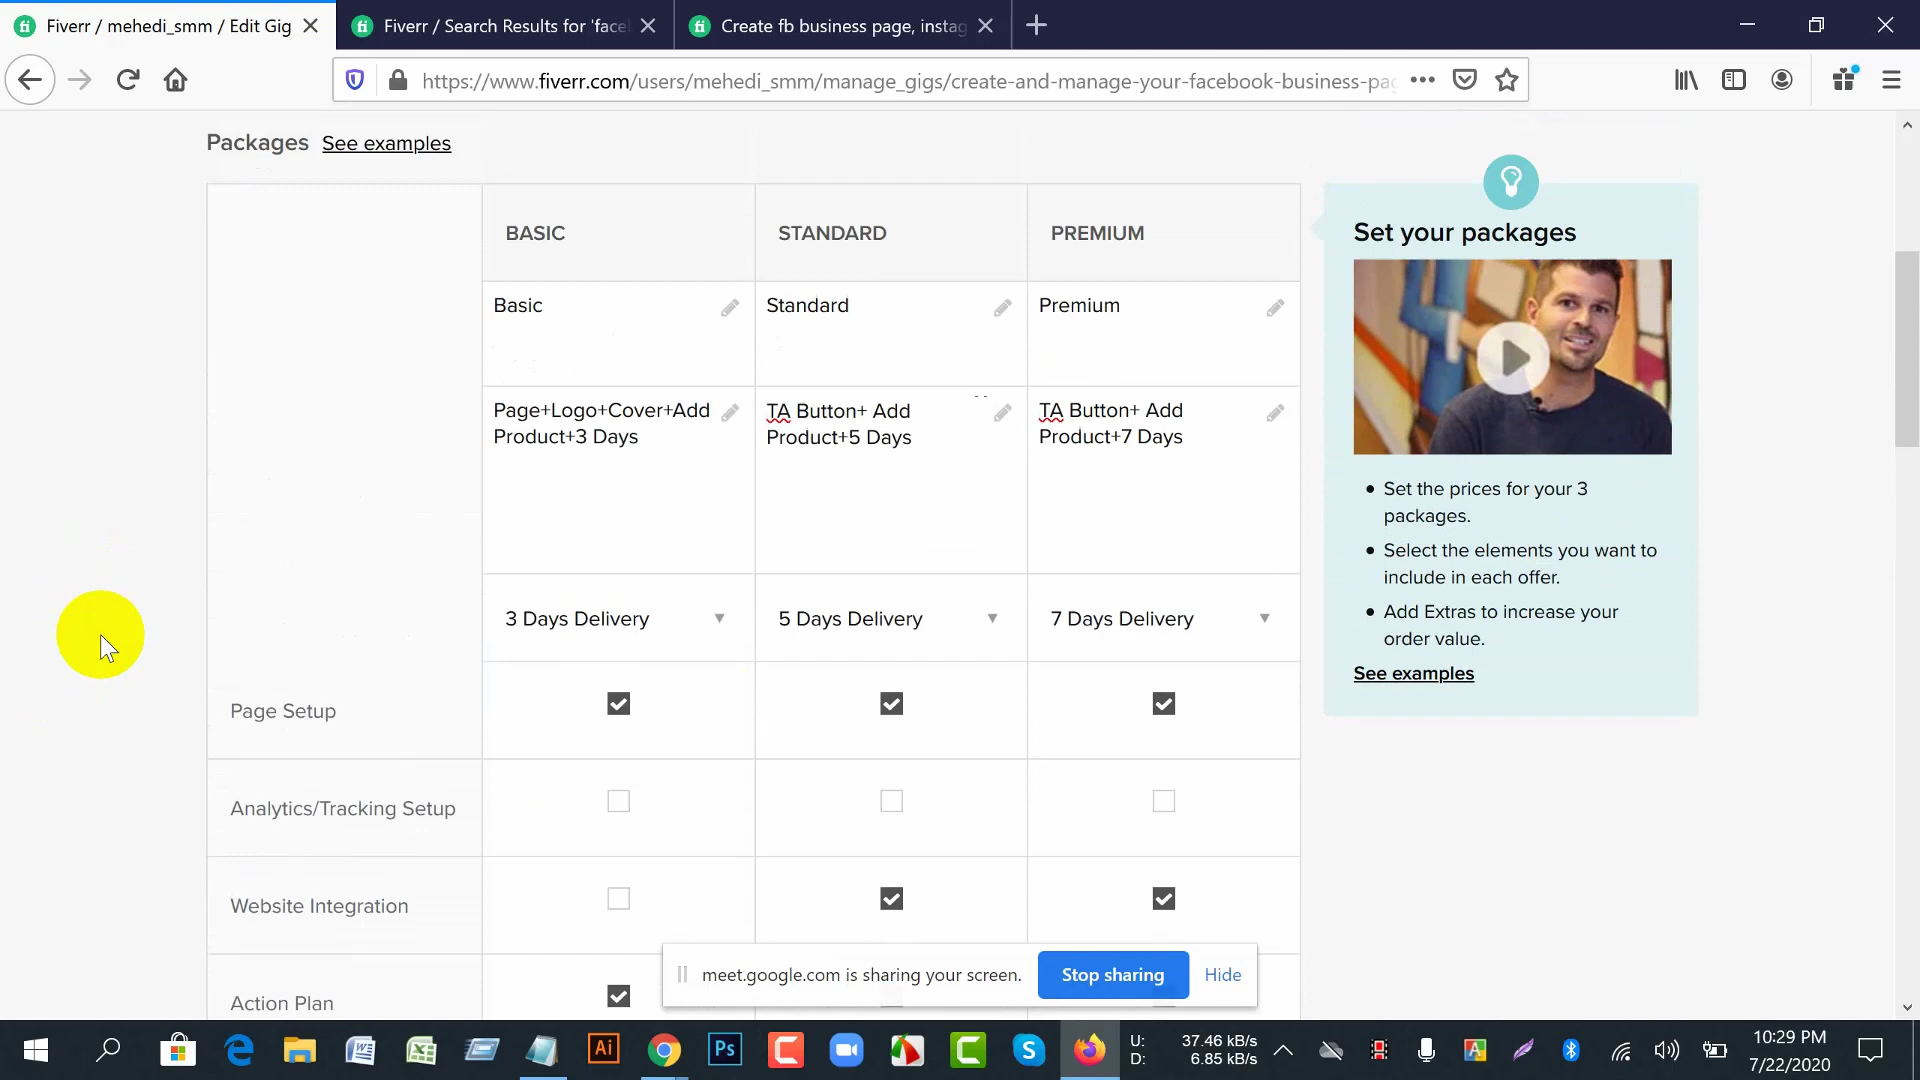 Fiverr / mehedi_smm / Edit Gig
Fiverr / Search Results for 'face
Create fb business page, instag
https://www.fiverr.com/users/mehedi_smm/manage_gigs/create-and-manage-your-facebook-business-pag
Packages See examples
BASIC STANDARD PREMIUM
Basic Standard Premium
Page+Logo+Cover+Add
Product+3 Days
TA Button+ Add
Product+5 Days
TA Button+ Add
Product+7 Days
3 Days Delivery 5 Days Delivery 7 Days Delivery
Page Setup
Analytics/Tracking Setup
Website Integration
Action Plan
Set your packages
Set the prices for your 3
packages.
Select the elements you want to
include in each offer.
Add Extras to increase your
order value.
See examples
meet.google.com is sharing your screen. Stop sharing Hide
U: 37.46 kB/s
D: 6.85 kB/s
10:29 PM
7/22/2020